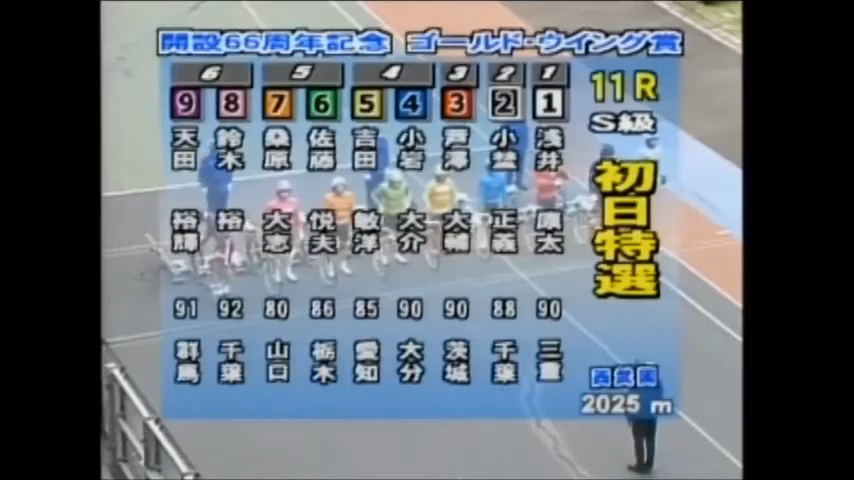 開設66周年記念 ゴールド・ウイング賞
11R
S級
初日特選
西武園
2025 m
1 1 浅井 康太 90 三重
2 2 小埜 正義 88 千葉
3 3 芦澤 大輔 90 茨城
4
4 小岩 大介 90 大分
5 吉田 敏洋 85 愛知
5
6 佐藤 悦夫 86 栃木
7 桑原 大志 80 山口
6
8 鈴木 裕 92 千葉
9 天田 裕輝 91 群馬